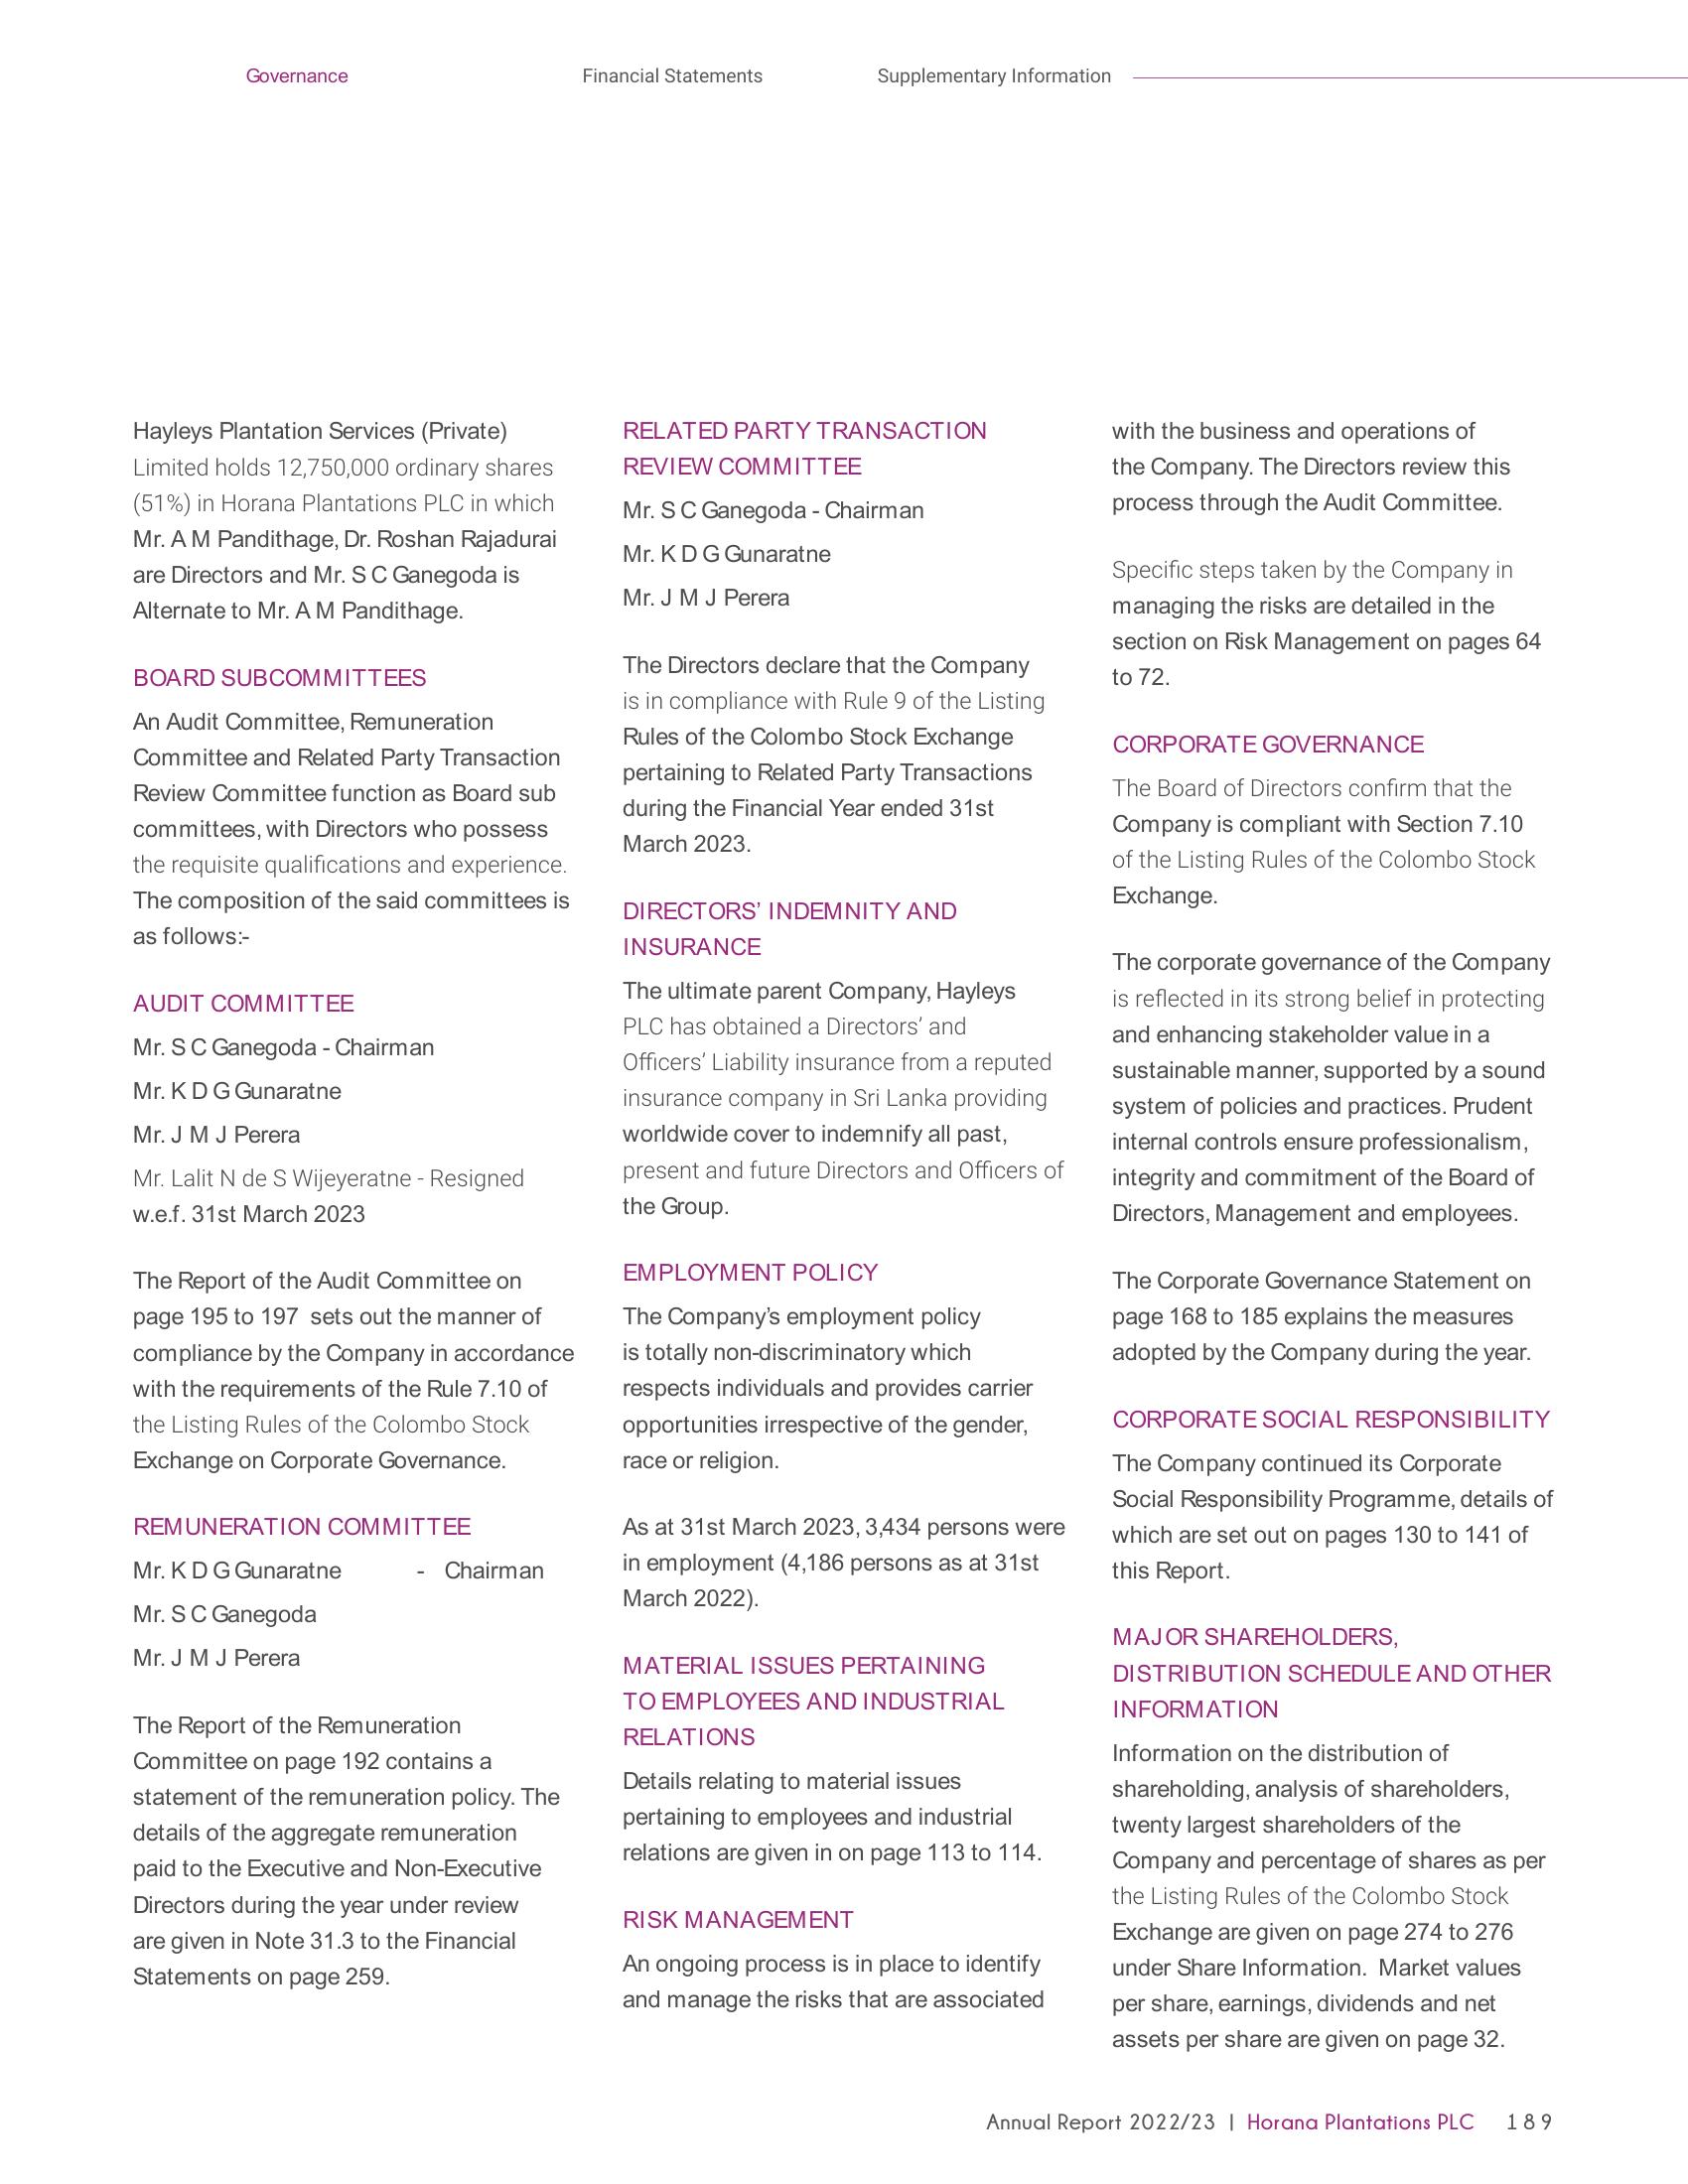 Governance
Financial Statements
Supplementary Information
Hayleys Plantation Services (Private)
Limited holds 12,750,000 ordinary shares
(51%) in Horana Plantations PLC in which
Mr. A M Pandithage, Dr. Roshan Rajadurai
are Directors and Mr. S C Ganegoda is
Alternate to Mr. A M Pandithage.
BOARD SUBCOMMITTEES
An Audit Committee, Remuneration
Committee and Related Party Transaction
Review Committee function as Board sub
committees, with Directors who possess
the requisite qualifications and experience.
The composition of the said committees is
as follows:-
AUDIT COMMITTEE
Mr. S C Ganegoda - Chairman
Mr. K D G Gunaratne
Mr. J M J Perera
Mr. Lalit N de S Wijeyeratne - Resigned
w.e.f. 31st March 2023
The Report of the Audit Committee on
page 195 to 197  sets out the manner of
compliance by the Company in accordance
with the requirements of the Rule 7.10 of
the Listing Rules of the Colombo Stock
Exchange on Corporate Governance.
REMUNERATION COMMITTEE
Mr. K D G Gunaratne - Chairman
Mr. S C Ganegoda
Mr. J M J Perera
The Report of the Remuneration
Committee on page 192 contains a
statement of the remuneration policy. The
details of the aggregate remuneration
paid to the Executive and Non-Executive
Directors during the year under review
are given in Note 31.3 to the Financial
Statements on page 259.
RELATED PARTY TRANSACTION
REVIEW COMMITTEE
Mr. S C Ganegoda - Chairman
Mr. K D G Gunaratne
Mr. J M J Perera
The Directors declare that the Company
is in compliance with Rule 9 of the Listing
Rules of the Colombo Stock Exchange
pertaining to Related Party Transactions
during the Financial Year ended 31st
March 2023.
DIRECTORS’ INDEMNITY AND
INSURANCE
The ultimate parent Company, Hayleys
PLC has obtained a Directors’ and
Officers’ Liability insurance from a reputed
insurance company in Sri Lanka providing
worldwide cover to indemnify all past,
present and future Directors and Officers of
the Group.
EMPLOYMENT POLICY
The Company’s employment policy
is totally non-discriminatory which
respects individuals and provides carrier
opportunities irrespective of the gender,
race or religion.
As at 31st March 2023, 3,434 persons were
in employment (4,186 persons as at 31st
March 2022).
MATERIAL ISSUES PERTAINING
TO EMPLOYEES AND INDUSTRIAL
RELATIONS
Details relating to material issues
pertaining to employees and industrial
relations are given in on page 113 to 114.
RISK MANAGEMENT
An ongoing process is in place to identify
and manage the risks that are associated
with the business and operations of
the Company. The Directors review this
process through the Audit Committee.
Specific steps taken by the Company in
managing the risks are detailed in the
section on Risk Management on pages 64
to 72.
CORPORATE GOVERNANCE
The Board of Directors confirm that the
Company is compliant with Section 7.10
of the Listing Rules of the Colombo Stock
Exchange.
The corporate governance of the Company
is reflected in its strong belief in protecting
and enhancing stakeholder value in a
sustainable manner, supported by a sound
system of policies and practices. Prudent
internal controls ensure professionalism,
integrity and commitment of the Board of
Directors, Management and employees.
The Corporate Governance Statement on
page 168 to 185 explains the measures
adopted by the Company during the year.
CORPORATE SOCIAL RESPONSIBILITY
The Company continued its Corporate
Social Responsibility Programme, details of
which are set out on pages 130 to 141 of
this Report.
MAJOR SHAREHOLDERS,
DISTRIBUTION SCHEDULE AND OTHER
INFORMATION
Information on the distribution of
shareholding, analysis of shareholders,
twenty largest shareholders of the
Company and percentage of shares as per
the Listing Rules of the Colombo Stock
Exchange are given on page 274 to 276
under Share Information.  Market values
per share, earnings, dividends and net
assets per share are given on page 32.
Annual Report 2022/23 | Horana Plantations PLC 189